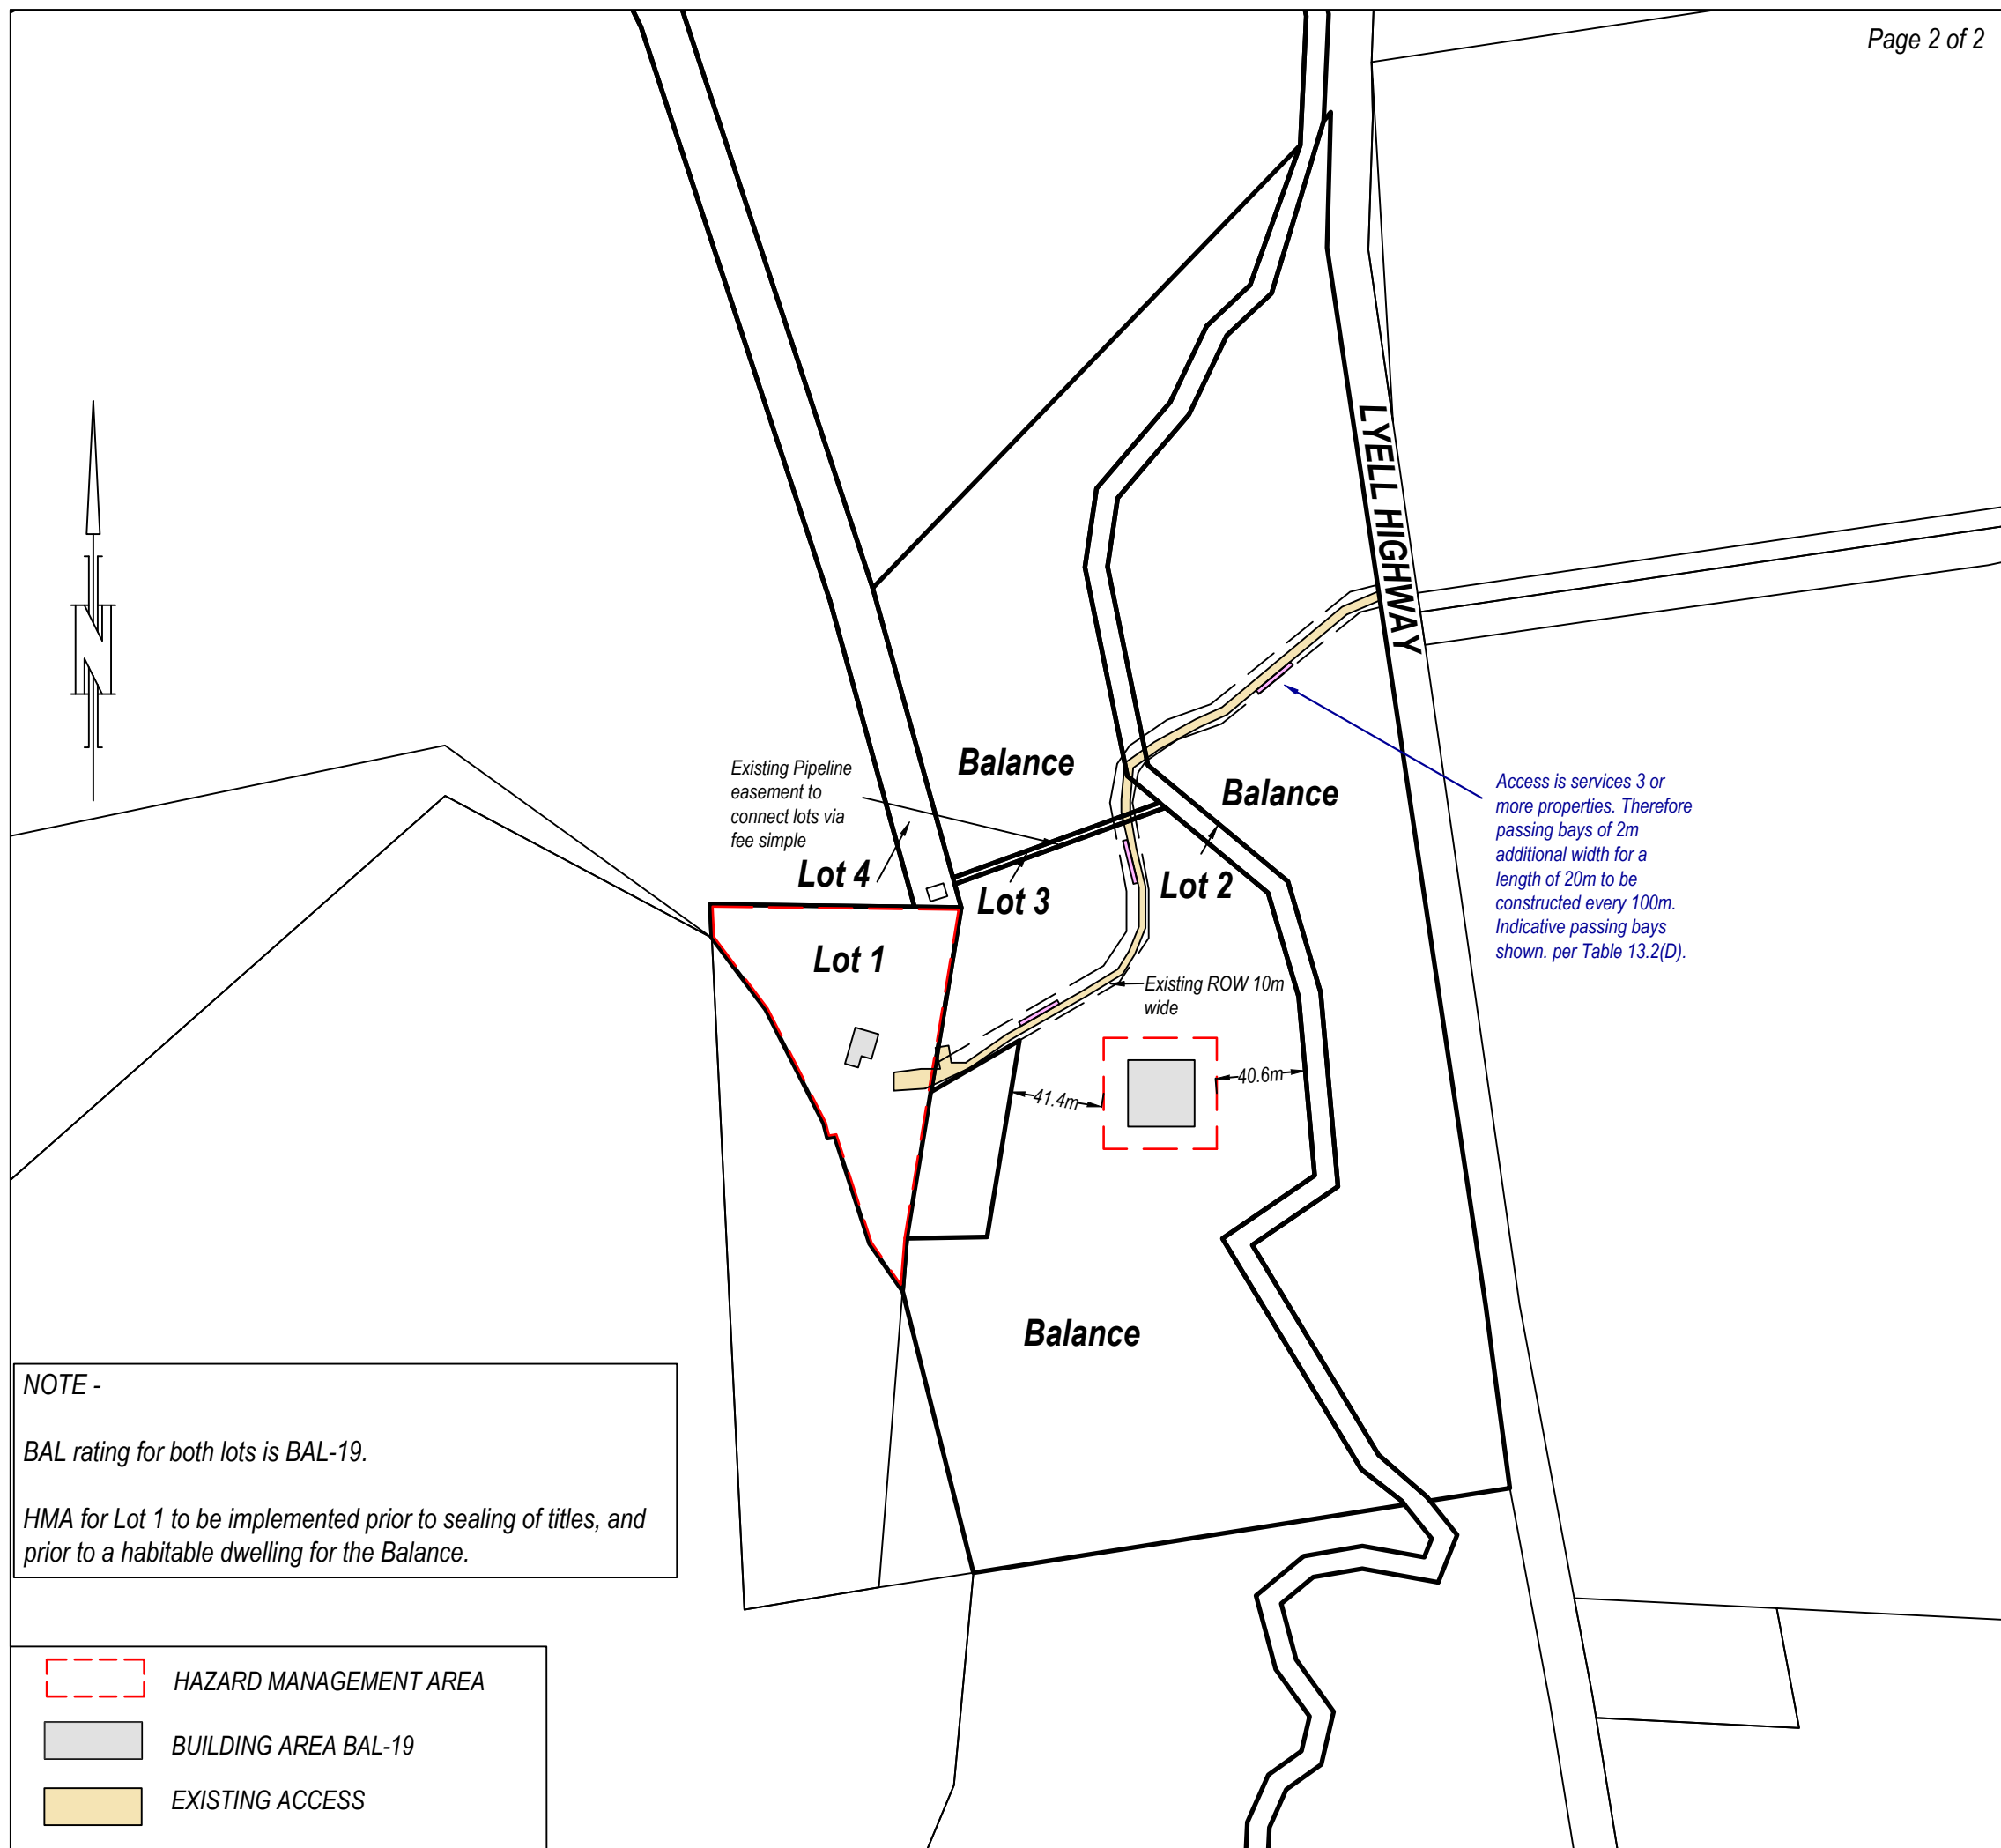 Page 2 of 2
LYELL HIGHWAY
N
Existing Pipeline
easement to
connect lots via
fee simple
Balance
Balance
Access is services 3 or
more properties. Therefore
passing bays of 2m
additional width for a
length of 20m to be
constructed every 100m.
Indicative passing bays
shown. per Table 13.2(D).
Lot 4
Lot 3
Lot 2
Lot 1
Existing ROW 10m
wide
41.4m
40.6m
Balance
NOTE -
BAL rating for both lots is BAL-19.
HMA for Lot 1 to be implemented prior to sealing of titles, and
prior to a habitable dwelling for the Balance.
HAZARD MANAGEMENT AREA
BUILDING AREA BAL-19
EXISTING ACCESS